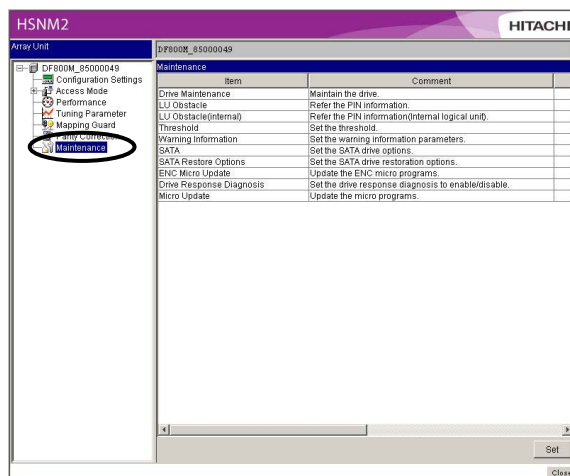 HSNM2
HITACHI
Array Unit
DF800M_85000049
DF800M_85000049
Configuration Settings
Access Mode
Performance
Tuning Parameter
Mapping Guard
Parity Correction
Maintenance
Maintenance
Item Comment
Drive Maintenance Maintain the drive.
LU Obstacle Refer the PIN information.
LU Obstacle(internal) Refer the PIN information(Internal logical unit).
Threshold Set the threshold.
Warning Information Set the warning information parameters.
SATA Set the SATA drive options.
SATA Restore Options Set the SATA drive restoration options.
ENC Micro Update Update the ENC micro programs.
Drive Response Diagnosis Set the drive response diagnosis to enable/disable.
Micro Update Update the micro programs.
Set
Close